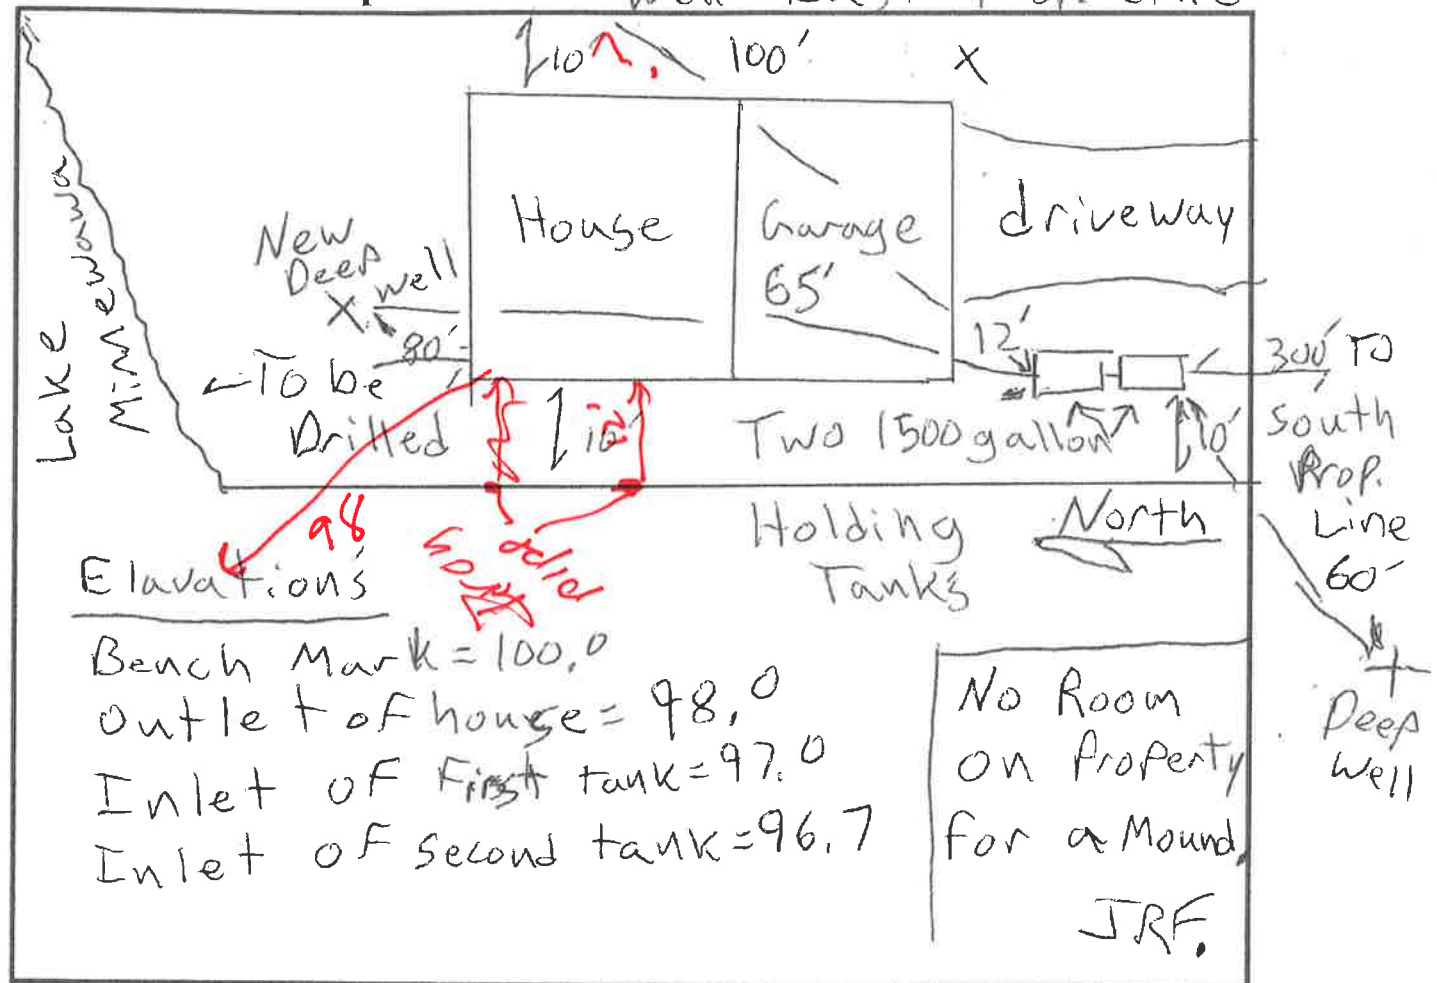 10
100'
X
House
Garage
65'
driveway
New
Deep
well
X
80'
To be
Drilled
Lake
Minnewawa
12'
300' TO
South
Prop.
Line
60'
10'
Two 1500 gallon
Holding
Tanks
North
98
Elavations
Bench Mark = 100.0
Outlet of house = 98.0
Inlet of First tank = 97.0
Inlet of second tank = 96.7
No Room
on Property
for a Mound.
JRF.
Deep
Well